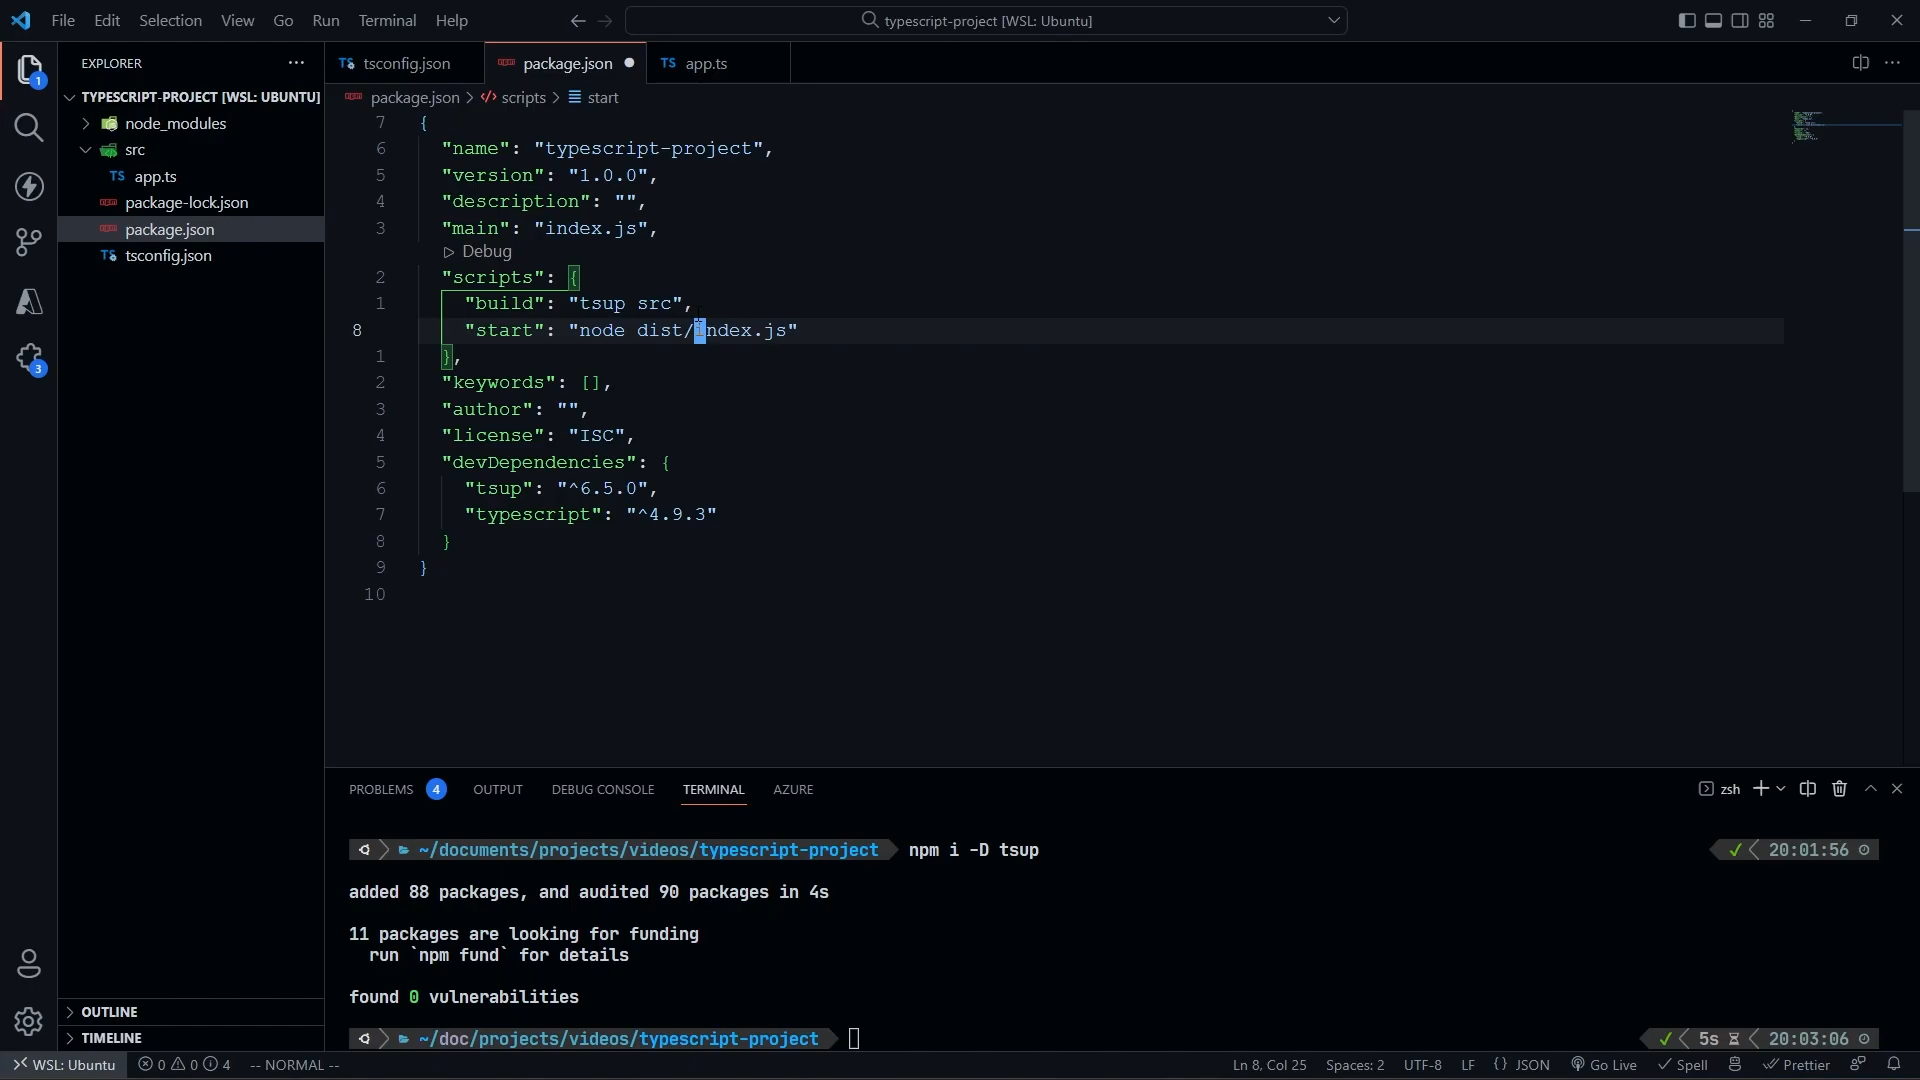 File Edit Selection View Go Run Terminal Help
typescript-project [WSL: Ubuntu]
EXPLORER
TYPESCRIPT-PROJECT [WSL: UBUNTU]
node_modules
src
TS app.ts
package-lock.json
package.json
TS tsconfig.json
OUTLINE
TIMELINE
1
3
TS tsconfig.json
package.json
TS app.ts
package.json > scripts > start
7 {
6 "name": "typescript-project",
5 "version": "1.0.0",
4 "description": "",
3 "main": "index.js",
Debug
2 "scripts": {
1 "build": "tsup src",
8 "start": "node dist/index.js"
1 },
2 "keywords": [],
3 "author": "",
4 "license": "ISC",
5 "devDependencies": {
6 "tsup": "^6.5.0",
7 "typescript": "^4.9.3"
8 }
9 }
10
PROBLEMS 4 OUTPUT DEBUG CONSOLE TERMINAL AZURE
zsh
~/documents/projects/videos/typescript-project npm i -D tsup
20:01:56
added 88 packages, and audited 90 packages in 4s
11 packages are looking for funding
run `npm fund` for details
found 0 vulnerabilities
~/doc/projects/videos/typescript-project
5s 20:03:06
WSL: Ubuntu 0 0 4 -- NORMAL --
Ln 8, Col 25 Spaces: 2 UTF-8 LF {} JSON Go Live Spell Prettier